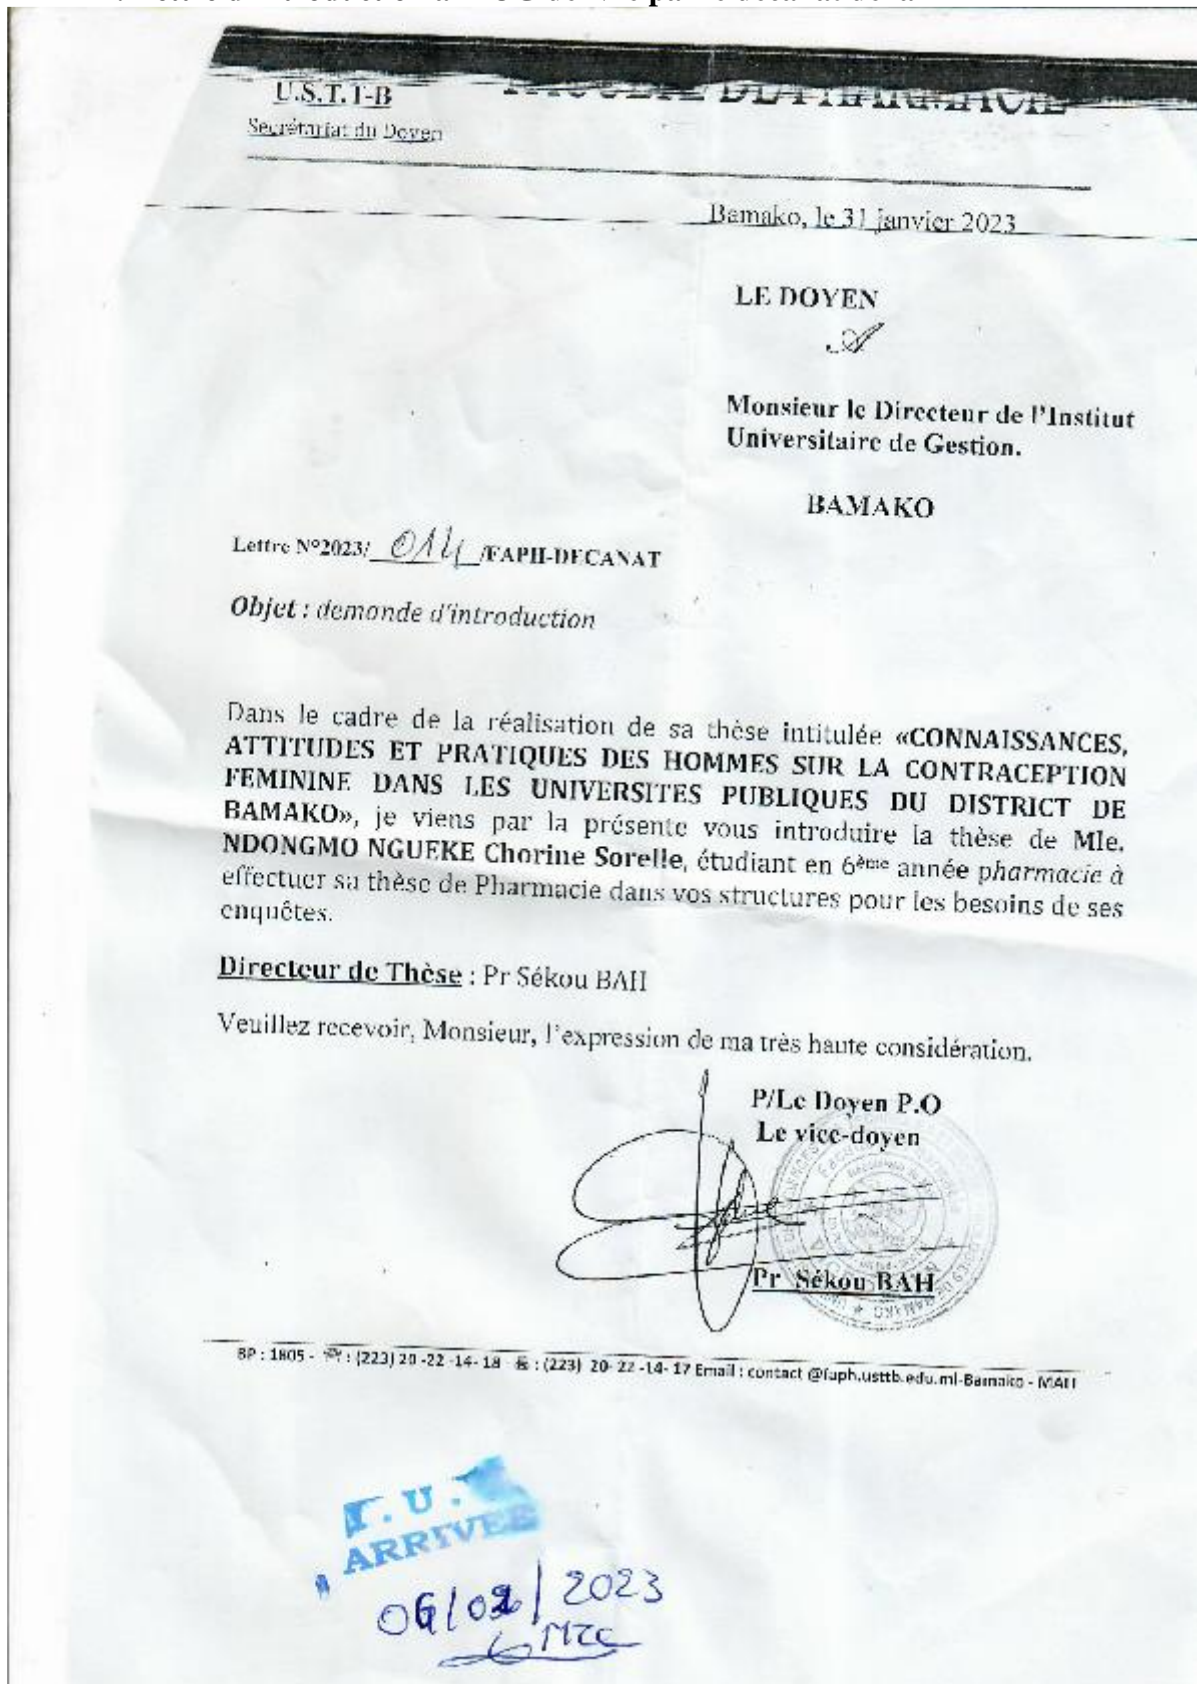 U.S.T.T-B
FACULTE DE PHARMACIE
Secrétariat du Doyen
Bamako, le 31 janvier 2023
LE DOYEN
A
Monsieur le Directeur de l'Institut
Universitaire de Gestion.
BAMAKO
Lettre N°2023/ 014 /FAPH-DECANAT
Objet : demande d'introduction
Dans le cadre de la réalisation de sa thèse intitulée «CONNAISSANCES,
ATTITUDES ET PRATIQUES DES HOMMES SUR LA CONTRACEPTION
FEMININE DANS LES UNIVERSITES PUBLIQUES DU DISTRICT DE
BAMAKO», je viens par la présente vous introduire la thèse de Mle.
NDONGMO NGUEKE Chorine Sorelle, étudiant en 6ème année pharmacie à
effectuer sa thèse de Pharmacie dans vos structures pour les besoins de ses
enquêtes.
Directeur de Thèse : Pr Sékou BAH
Veuillez recevoir, Monsieur, l'expression de ma très haute considération.
P/Le Doyen P.O
Le vice-doyen
Pr Sékou BAH
BP : 1805 - : (223) 20 -22 -14- 18 : (223) 20- 22 -14- 17 Email : contact @faph.usttb.edu.ml-Bamako - MALI
ARRIVEE
2023